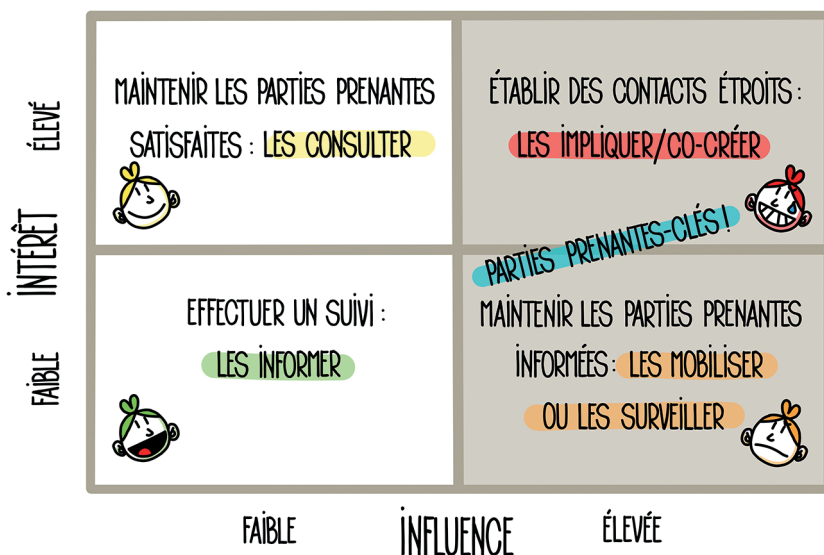 ÉLEVÉ
INTÉRÊT
FAIBLE
MAINTENIR LES PARTIES PRENANTES
SATISFAITES : LES CONSULTER
ÉTABLIR DES CONTACTS ÉTROITS :
LES IMPLIQUER/CO-CRÉER
PARTIES PRENANTES-CLÉS !
EFFECTUER UN SUIVI :
LES INFORMER
MAINTENIR LES PARTIES PRENANTES
INFORMÉES : LES MOBILISER
OU LES SURVEILLER
FAIBLE
INFLUENCE
ÉLEVÉE